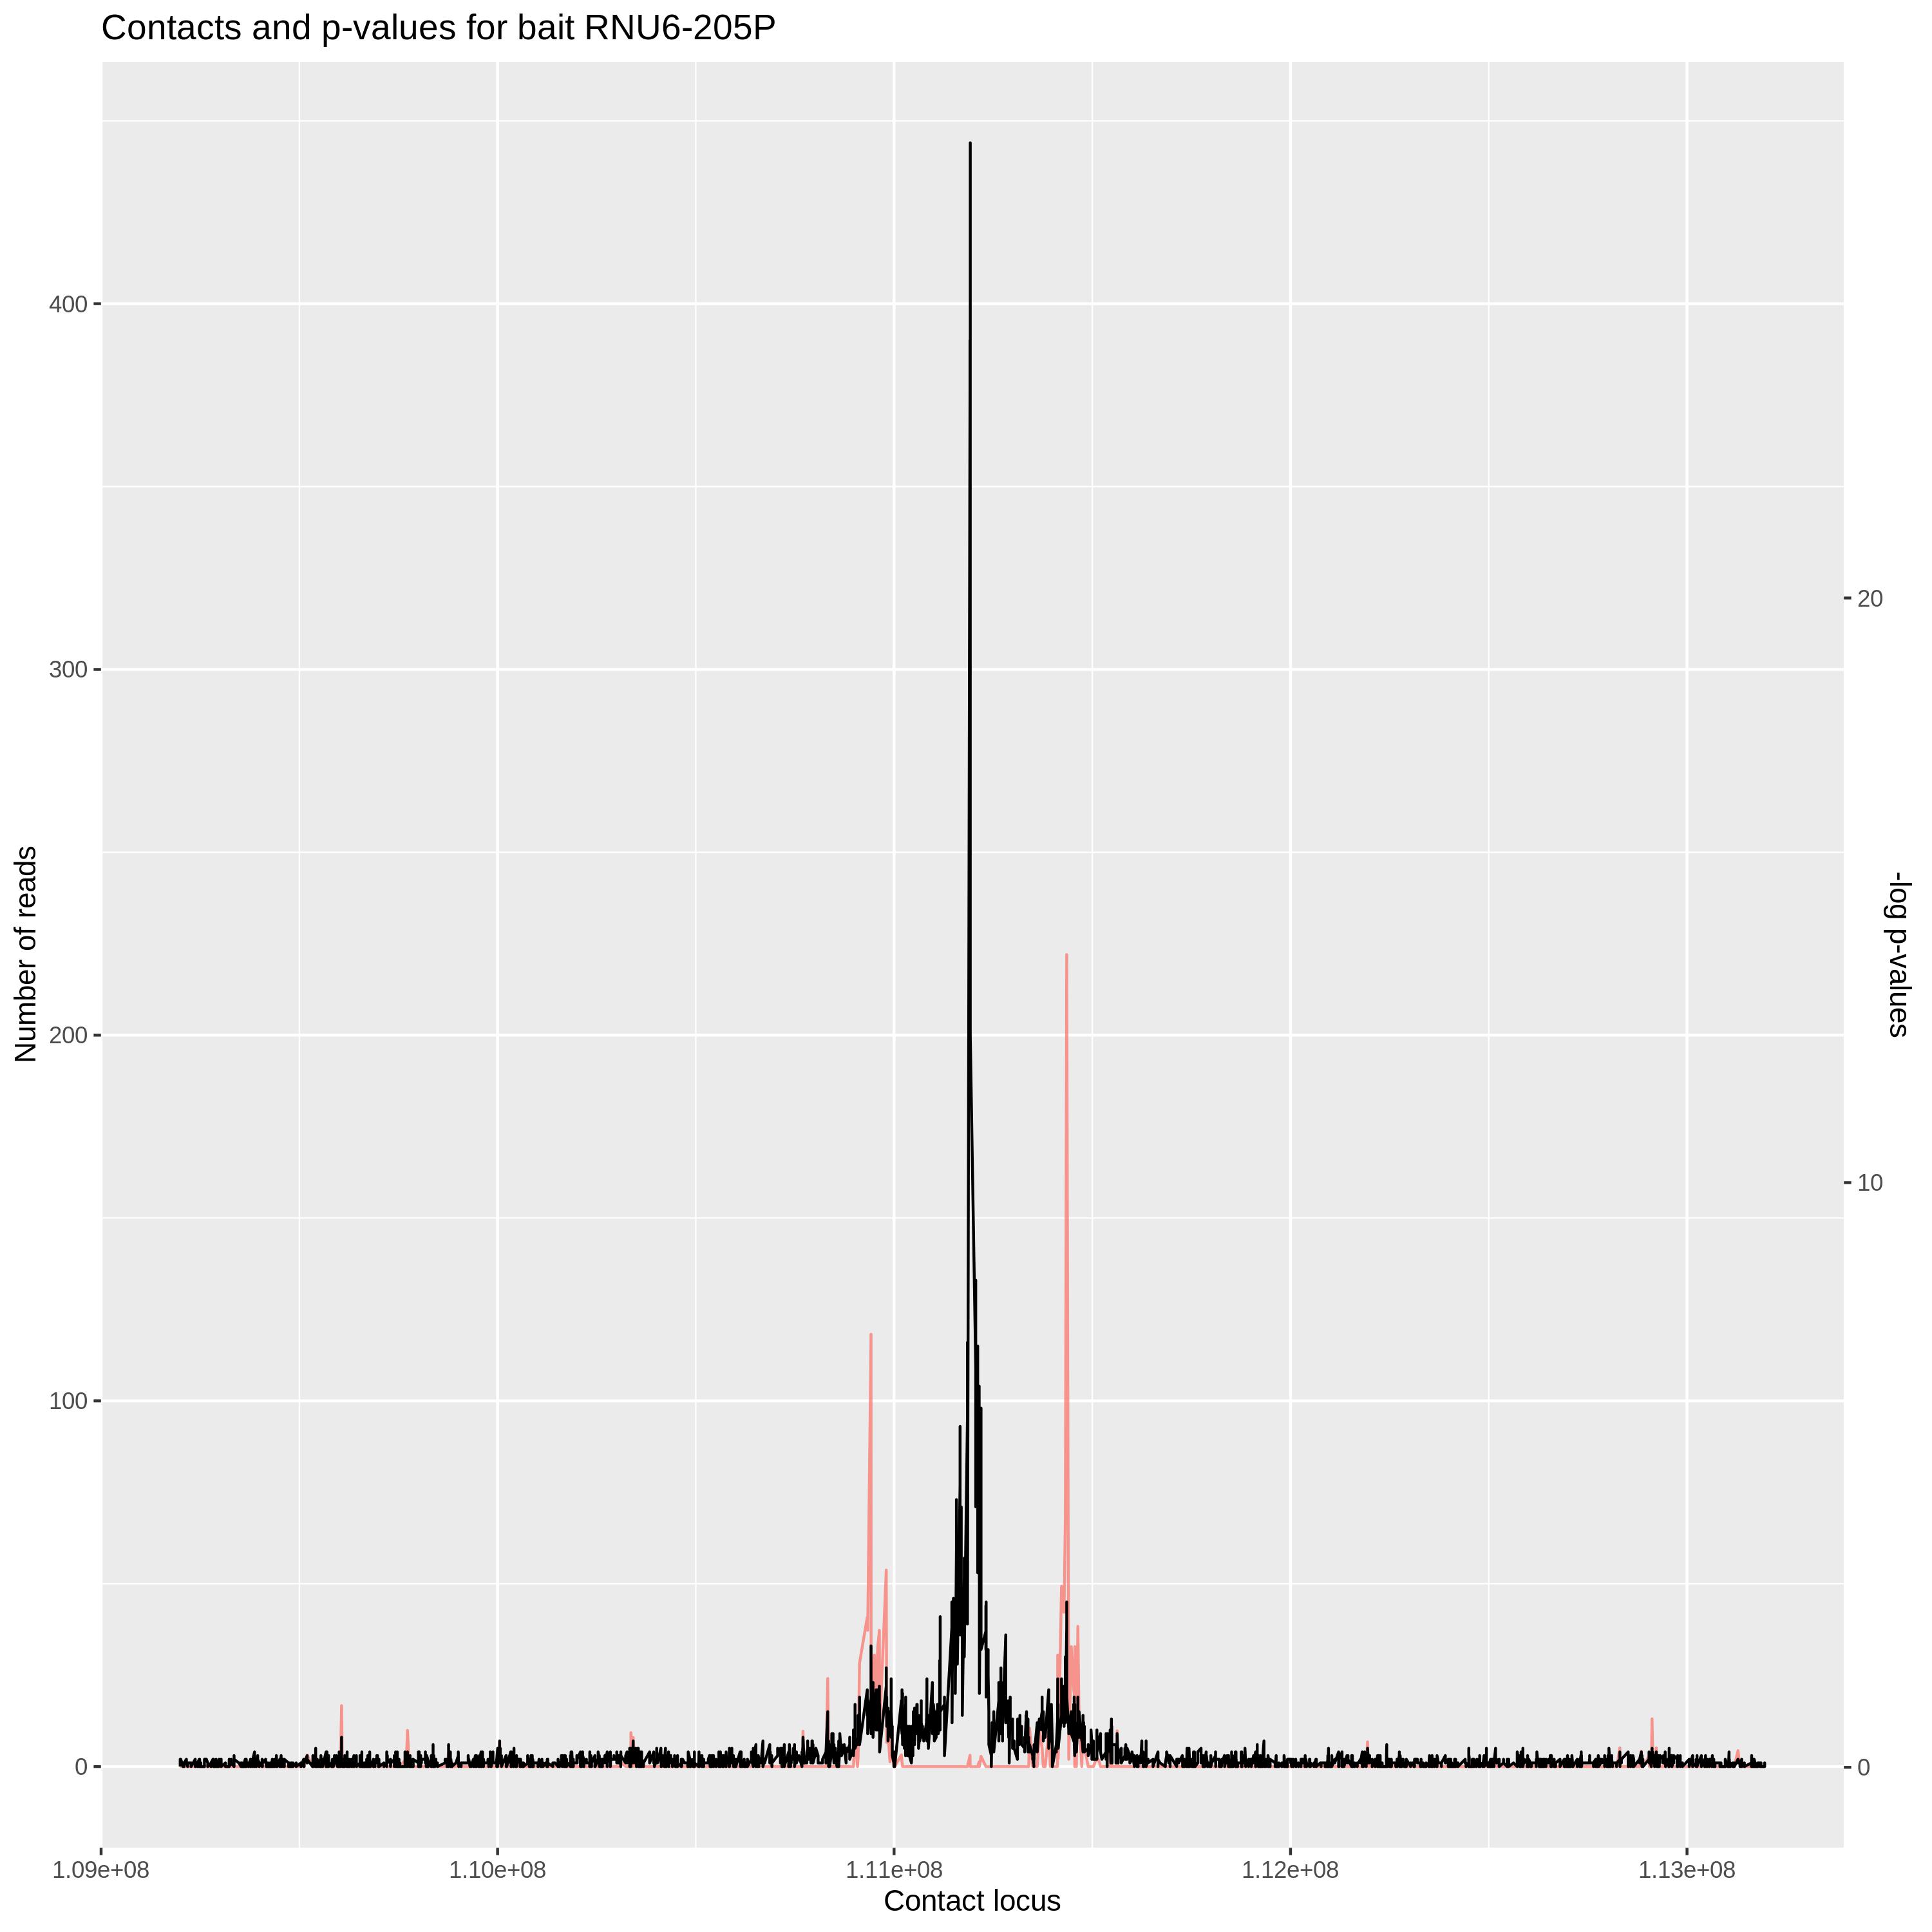 Contacts and p-values for bait RNU6-205P
400
300
200
100
0
Number of reads
20
10
0
-log p-values
1.09e+08
1.10e+08
1.11e+08
1.12e+08
1.13e+08
Contact locus